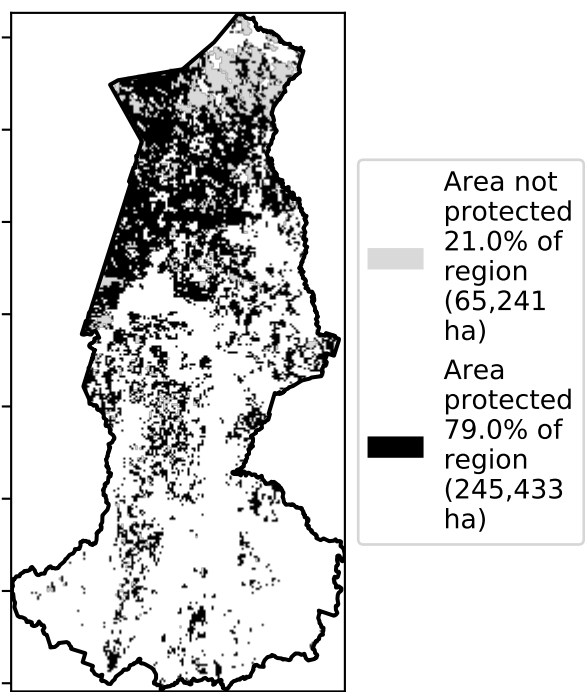 Area not
protected
21.0% of
region
(65,241
ha)
Area
protected
79.0% of
region
(245,433
ha)